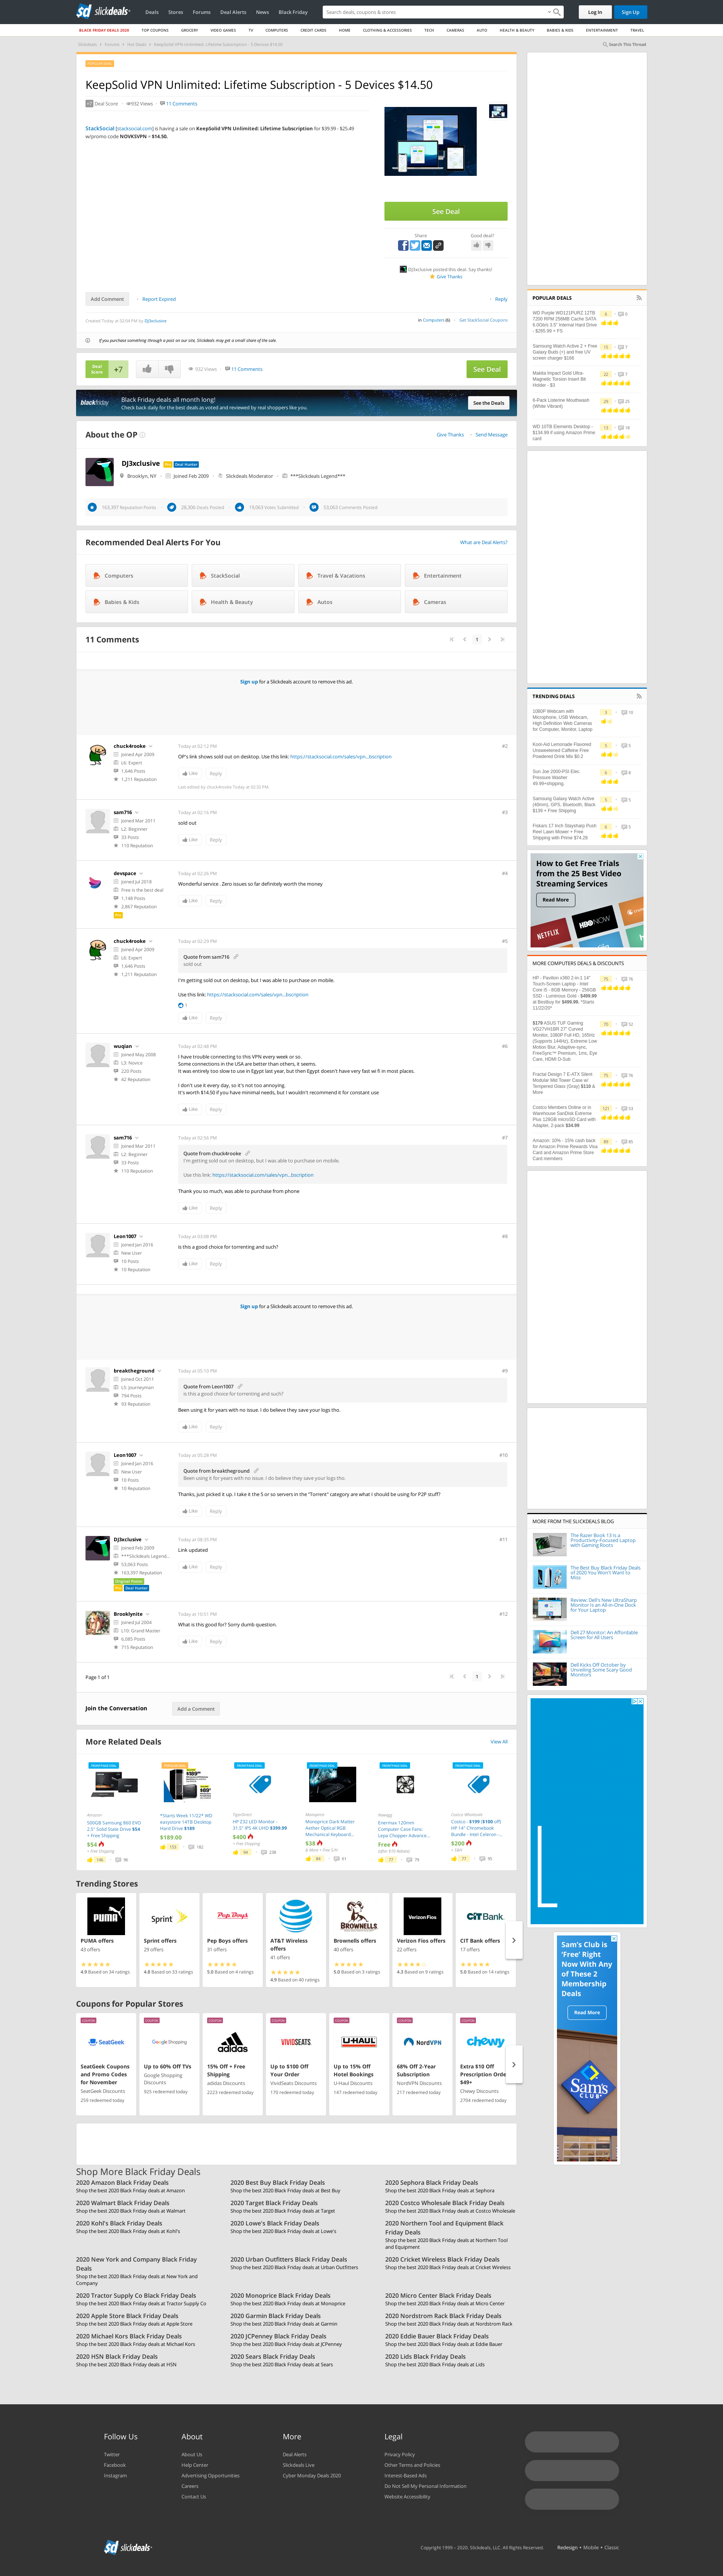 slickdeals
Deals Stores Forums Deal Alerts News Black Friday
Search deals, coupons & stores
Log In
Sign Up
BLACK FRIDAY DEALS 2020 TOP COUPONS GROCERY VIDEO GAMES TV COMPUTERS CREDIT CARDS HOME CLOTHING & ACCESSORIES TECH CAMERAS AUTO HEALTH & BEAUTY BABIES & KIDS ENTERTAINMENT TRAVEL
Slickdeals Forums Hot Deals KeepSolid VPN Unlimited: Lifetime Subscription - 5 Devices $14.50
Search This Thread
KeepSolid VPN Unlimited: Lifetime Subscription - 5 Devices $14.50
+7 Deal Score 932 Views 11 Comments
StackSocial [stacksocial.com] is having a sale on KeepSolid VPN Unlimited: Lifetime Subscription for $39.99 - $25.49
w/promo code NOVKSVPN = $14.50.
See Deal
Share
Good deal?
DJ3xclusive posted this deal. Say thanks!
Give Thanks
Add Comment
Report Expired
Reply
Created Today at 02:04 PM by DJ3xclusive
in Computers (6) Get StackSocial Coupons
If you purchase something through a post on our site, Slickdeals may get a small share of the sale.
Deal Score +7
932 Views 11 Comments
See Deal
blackfriday
Black Friday deals all month long!
Check back daily for the best deals as voted and reviewed by real shoppers like you.
See the Deals
About the OP
Give Thanks Send Message
DJ3xclusive Pro Deal Hunter
Brooklyn, NY Joined Feb 2009 Slickdeals Moderator ***Slickdeals Legend***
163,397 Reputation Points 28,306 Deals Posted 19,063 Votes Submitted 53,063 Comments Posted
Recommended Deal Alerts For You
What are Deal Alerts?
Computers StackSocial Travel & Vacations Entertainment
Babies & Kids Health & Beauty Autos Cameras
11 Comments
1
Sign up for a Slickdeals account to remove this ad.
chuck4rooke
Joined Apr 2009
L6: Expert
1,646 Posts
1,211 Reputation
Today at 02:12 PM
#2
OP's link shows sold out on desktop. Use this link: https://stacksocial.com/sales/vpn...bscription
Like Reply
Last edited by chuck4rooke Today at 02:32 PM
sam716
Joined Mar 2011
L2: Beginner
33 Posts
110 Reputation
Today at 02:16 PM
#3
sold out
Like Reply
devspace
Joined Jul 2018
Free is the best deal
1,148 Posts
2,867 Reputation
Pro
Today at 02:26 PM
#4
Wonderful service . Zero issues so far definitely worth the money
Like Reply
chuck4rooke
Joined Apr 2009
L6: Expert
1,646 Posts
1,211 Reputation
Today at 02:29 PM
#5
Quote from sam716
sold out
I'm getting sold out on desktop, but I was able to purchase on mobile.
Use this link: https://stacksocial.com/sales/vpn...bscription
1
Like Reply
wuqian
Joined May 2008
L3: Novice
220 Posts
42 Reputation
Today at 02:48 PM
#6
I have trouble connecting to this VPN every week or so.
Some connections in the USA are better than others, it seems.
It was entirely too slow to use in Egypt last year, but then Egypt doesn't have very fast wi fi in most places.
I don't use it every day, so it's not too annoying.
It's worth $14.50 if you have minimal needs, but I wouldn't recommend it for constant use
Like Reply
sam716
Joined Mar 2011
L2: Beginner
33 Posts
110 Reputation
Today at 02:56 PM
#7
Quote from chuck4rooke
I'm getting sold out on desktop, but I was able to purchase on mobile.
Use this link: https://stacksocial.com/sales/vpn...bscription
Thank you so much, was able to purchase from phone
Like Reply
Leon1007
Joined Jan 2016
New User
10 Posts
10 Reputation
Today at 03:08 PM
#8
is this a good choice for torrenting and such?
Like Reply
Sign up for a Slickdeals account to remove this ad.
breaktheground
Joined Oct 2011
L5: Journeyman
794 Posts
93 Reputation
Today at 05:10 PM
#9
Quote from Leon1007
is this a good choice for torrenting and such?
Been using it for years with no issue. I do believe they save your logs tho.
Like Reply
Leon1007
Joined Jan 2016
New User
10 Posts
10 Reputation
Today at 05:28 PM
#10
Quote from breaktheground
Been using it for years with no issue. I do believe they save your logs tho.
Thanks, just picked it up. I take it the 5 or so servers in the "Torrent" category are what I should be using for P2P stuff?
Like Reply
DJ3xclusive
Joined Feb 2009
***Slickdeals Legend...
53,063 Posts
163,397 Reputation
Original Poster
Pro Deal Hunter
Today at 08:35 PM
#11
Link updated
Like Reply
Brooklynite
Joined Jul 2004
L10: Grand Master
6,085 Posts
715 Reputation
Today at 10:01 PM
#12
What is this good for? Sorry dumb question.
Like Reply
Page 1 of 1
1
Join the Conversation
Add a Comment
More Related Deals
View All
Amazon
500GB Samsung 860 EVO 2.5" Solid State Drive $54 + Free Shipping
$54
+ Free Shipping
*Starts Week 11/22* WD easystore 14TB Desktop Hard Drive $189
$189.00
HP Z32 LED Monitor : 31.5" IPS 4K UHD $399.99
$400
+ Free Shipping
Monoprice
Monoprice Dark Matter Aether Optical RGB Mechanical Keyboard...
$38
Newegg
Enermax 120mm Computer Case Fans: Lepa Chopper Advance...
Free
Costco Wholesale
Costco - $199 ($100 off) HP 14" Chromebook Bundle - Intel Celeron -...
$200
Trending Stores
PUMA offers
43 offers
4.9 Based on 34 ratings
Sprint offers
29 offers
4.8 Based on 33 ratings
Pep Boys offers
31 offers
5.0 Based on 4 ratings
AT&T Wireless offers
41 offers
4.9 Based on 40 ratings
Brownells offers
40 offers
5.0 Based on 3 ratings
Verizon Fios offers
22 offers
4.3 Based on 9 ratings
CIT Bank offers
17 offers
5.0 Based on 14 ratings
Coupons for Popular Stores
SeatGeek Coupons and Promo Codes for November
SeatGeek Discounts
259 redeemed today
Up to 60% Off TVs
Google Shopping Discounts
925 redeemed today
15% Off + Free Shipping
adidas Discounts
2223 redeemed today
Up to $100 Off Your Order
VividSeats Discounts
170 redeemed today
Up to 15% Off Hotel Bookings
U-Haul Discounts
147 redeemed today
68% Off 2-Year Subscription
NordVPN Discounts
217 redeemed today
Extra $10 Off Prescription Orde $49+
Chewy Discounts
2704 redeemed today
Shop More Black Friday Deals
2020 Amazon Black Friday Deals
Shop the best 2020 Black Friday deals at Amazon
2020 Best Buy Black Friday Deals
Shop the best 2020 Black Friday deals at Best Buy
2020 Sephora Black Friday Deals
Shop the best 2020 Black Friday deals at Sephora
2020 Walmart Black Friday Deals
Shop the best 2020 Black Friday deals at Walmart
2020 Target Black Friday Deals
Shop the best 2020 Black Friday deals at Target
2020 Costco Wholesale Black Friday Deals
Shop the best 2020 Black Friday deals at Costco Wholesale
2020 Kohl's Black Friday Deals
Shop the best 2020 Black Friday deals at Kohl's
2020 Lowe's Black Friday Deals
Shop the best 2020 Black Friday deals at Lowe's
2020 Northern Tool and Equipment Black Friday Deals
Shop the best 2020 Black Friday deals at Northern Tool and Equipment
2020 New York and Company Black Friday Deals
Shop the best 2020 Black Friday deals at New York and Company
2020 Urban Outfitters Black Friday Deals
Shop the best 2020 Black Friday deals at Urban Outfitters
2020 Cricket Wireless Black Friday Deals
Shop the best 2020 Black Friday deals at Cricket Wireless
2020 Tractor Supply Co Black Friday Deals
Shop the best 2020 Black Friday deals at Tractor Supply Co
2020 Monoprice Black Friday Deals
Shop the best 2020 Black Friday deals at Monoprice
2020 Micro Center Black Friday Deals
Shop the best 2020 Black Friday deals at Micro Center
2020 Apple Store Black Friday Deals
Shop the best 2020 Black Friday deals at Apple Store
2020 Garmin Black Friday Deals
Shop the best 2020 Black Friday deals at Garmin
2020 Nordstrom Rack Black Friday Deals
Shop the best 2020 Black Friday deals at Nordstrom Rack
2020 Michael Kors Black Friday Deals
Shop the best 2020 Black Friday deals at Michael Kors
2020 JCPenney Black Friday Deals
Shop the best 2020 Black Friday deals at JCPenney
2020 Eddie Bauer Black Friday Deals
Shop the best 2020 Black Friday deals at Eddie Bauer
2020 HSN Black Friday Deals
Shop the best 2020 Black Friday deals at HSN
2020 Sears Black Friday Deals
Shop the best 2020 Black Friday deals at Sears
2020 Lids Black Friday Deals
Shop the best 2020 Black Friday deals at Lids
POPULAR DEALS
WD Purple WD121PURZ 12TB 7200 RPM 256MB Cache SATA 6.0Gb/s 3.5" Internal Hard Drive - $265.99 + FS
Samsung Watch Active 2 + Free Galaxy Buds (+) and free UV screen charger $186
Makita Impact Gold Ultra-Magnetic Torsion Insert Bit Holder - $3
6-Pack Listerine Mouthwash (White Vibrant)
WD 10TB Elements Desktop - $134.99 if using Amazon Prime card
TRENDING DEALS
1080P Webcam with Microphone, USB Webcam, High Definition Web Cameras for Computer, Monitor, Laptop
Kool-Aid Lemonade Flavored Unsweetened Caffeine Free Powdered Drink Mix $0.2
Sun Joe 2000-PSI Elec. Pressure Washer 49.99+shipping.
Samsung Galaxy Watch Active (40mm), GPS, Bluetooth, Black $139 + Free Shipping
Fiskars 17-Inch Staysharp Push Reel Lawn Mower + Free Shipping with Prime $74.28
How to Get Free Trials from the 25 Best Video Streaming Services
Read More
NETFLIX
HBO NOW
MORE COMPUTERS DEALS & DISCOUNTS
HP - Pavilion x360 2-in-1 14" Touch-Screen Laptop - Intel Core i5 - 8GB Memory - 256GB SSD - Luminous Gold - $499.99 at BestBuy for $499.99. *Starts 11/22/20*
$179 ASUS TUF Gaming VG27VH1BR 27" Curved Monitor, 1080P Full HD, 165Hz (Supports 144Hz), Extreme Low Motion Blur, Adaptive-sync, FreeSync™ Premium, 1ms, Eye Care, HDMI D-Sub
Fractal Design 7 E-ATX Silent Modular Mid Tower Case w/ Tempered Glass (Gray) $110 & More
Costco Members Online or in Warehouse SanDisk Extreme Plus 128GB microSD Card with Adapter, 2-pack $34.99
Amazon: 10% - 15% cash back for Amazon Prime Rewards Visa Card and Amazon Prime Store Card members
MORE FROM THE SLICKDEALS BLOG
The Razer Book 13 Is a Productivity-Focused Laptop with Gaming Roots
The Best Buy Black Friday Deals of 2020 You Won't Want to Miss
Review: Dell's New UltraSharp Monitor Is an All-In-One Dock for Your Laptop
Dell 27 Monitor: An Affordable Screen for All Users
Dell Kicks Off October by Unveiling Some Scary Good Monitors
Sam's Club is 'Free' Right Now With Any of These 2 Membership Deals
Read More
Sam's CLUB
Follow Us
Twitter
Facebook
Instagram
About
About Us
Help Center
Advertising Opportunities
Careers
Contact Us
More
Deal Alerts
Slickdeals Live
Cyber Monday Deals 2020
Legal
Privacy Policy
Other Terms and Policies
Interest Based Ads
Do Not Sell My Personal Information
Website Accessibility
slickdeals
Copyright 1999 - 2020. Slickdeals, LLC. All Rights Reserved.
Redesign • Mobile • Classic